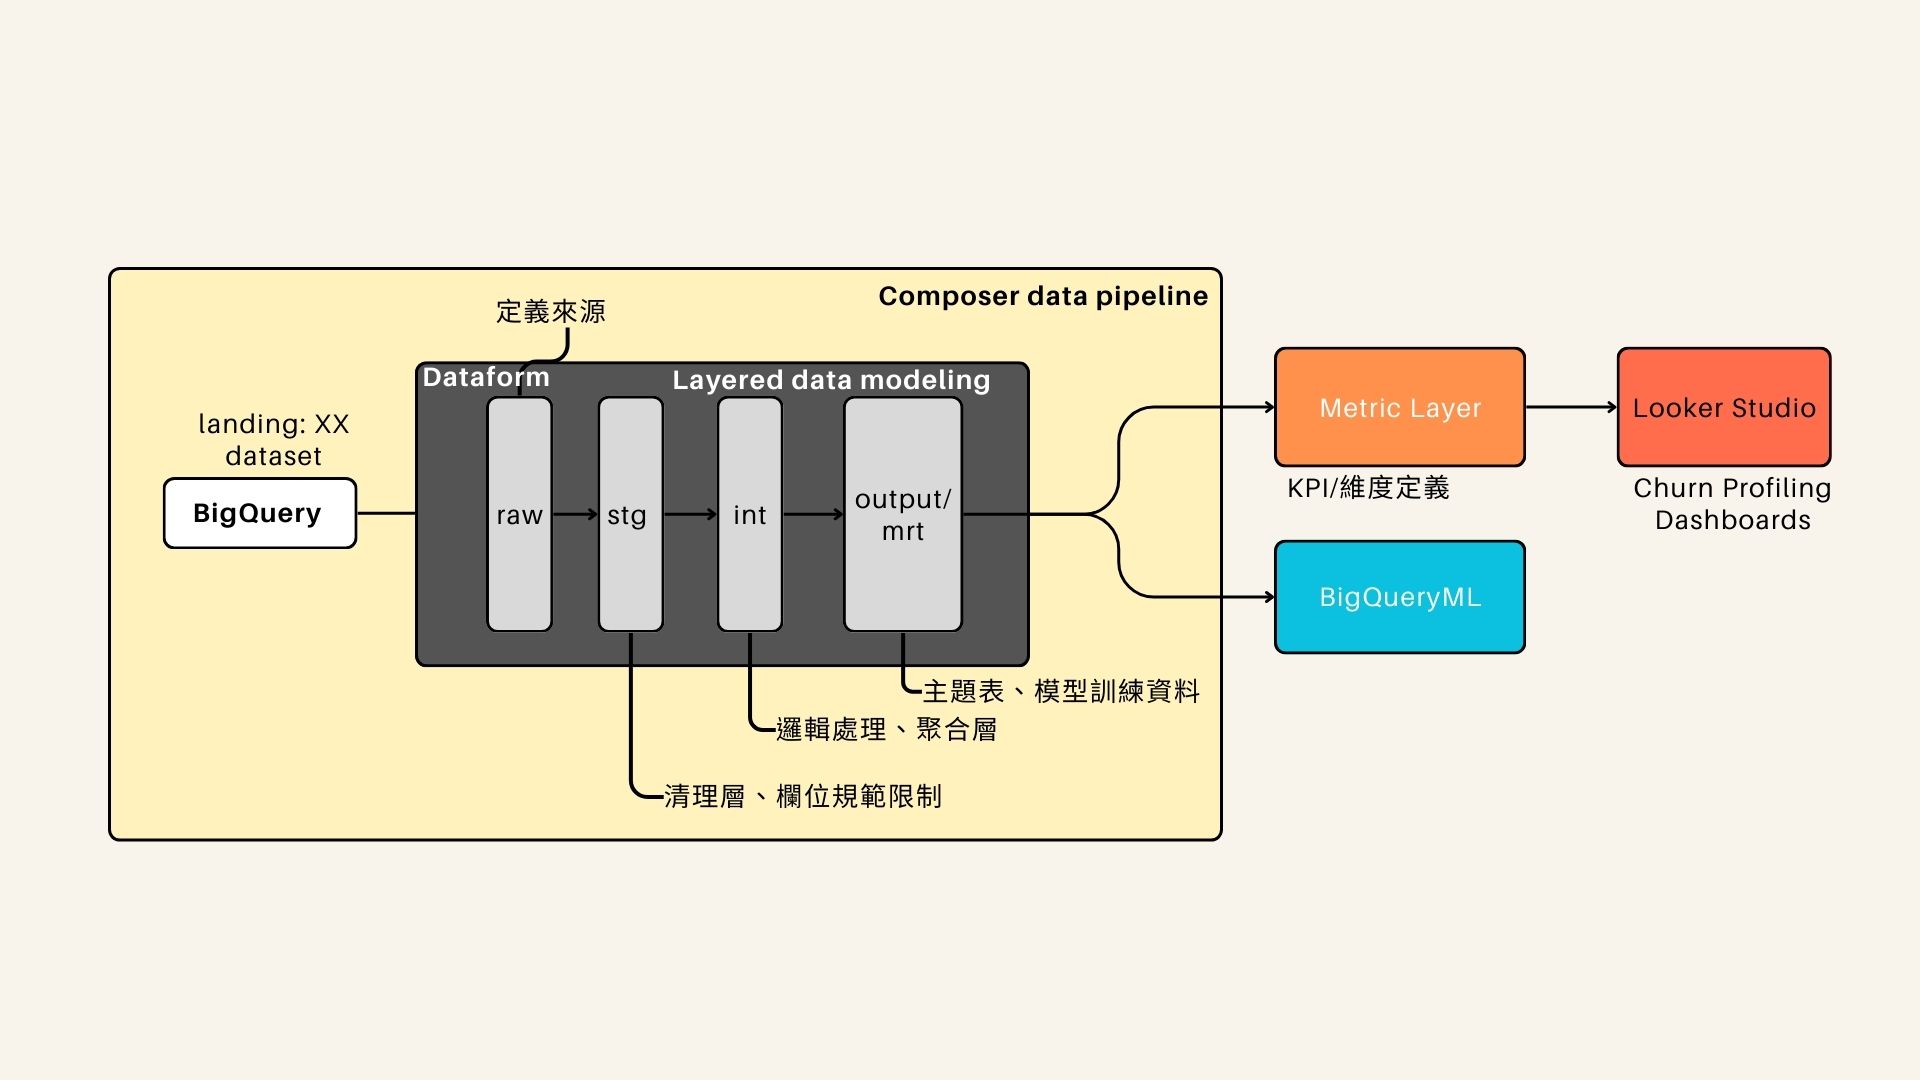 Composer data pipeline
定義來源
Dataform
Layered data modeling
landing: XX
dataset
BigQuery
raw
stg
int
output/
mrt
主題表、模型訓練資料
邏輯處理、聚合層
清理層、欄位規範限制
Metric Layer
KPI/維度定義
Looker Studio
Churn Profiling
Dashboards
BigQueryML